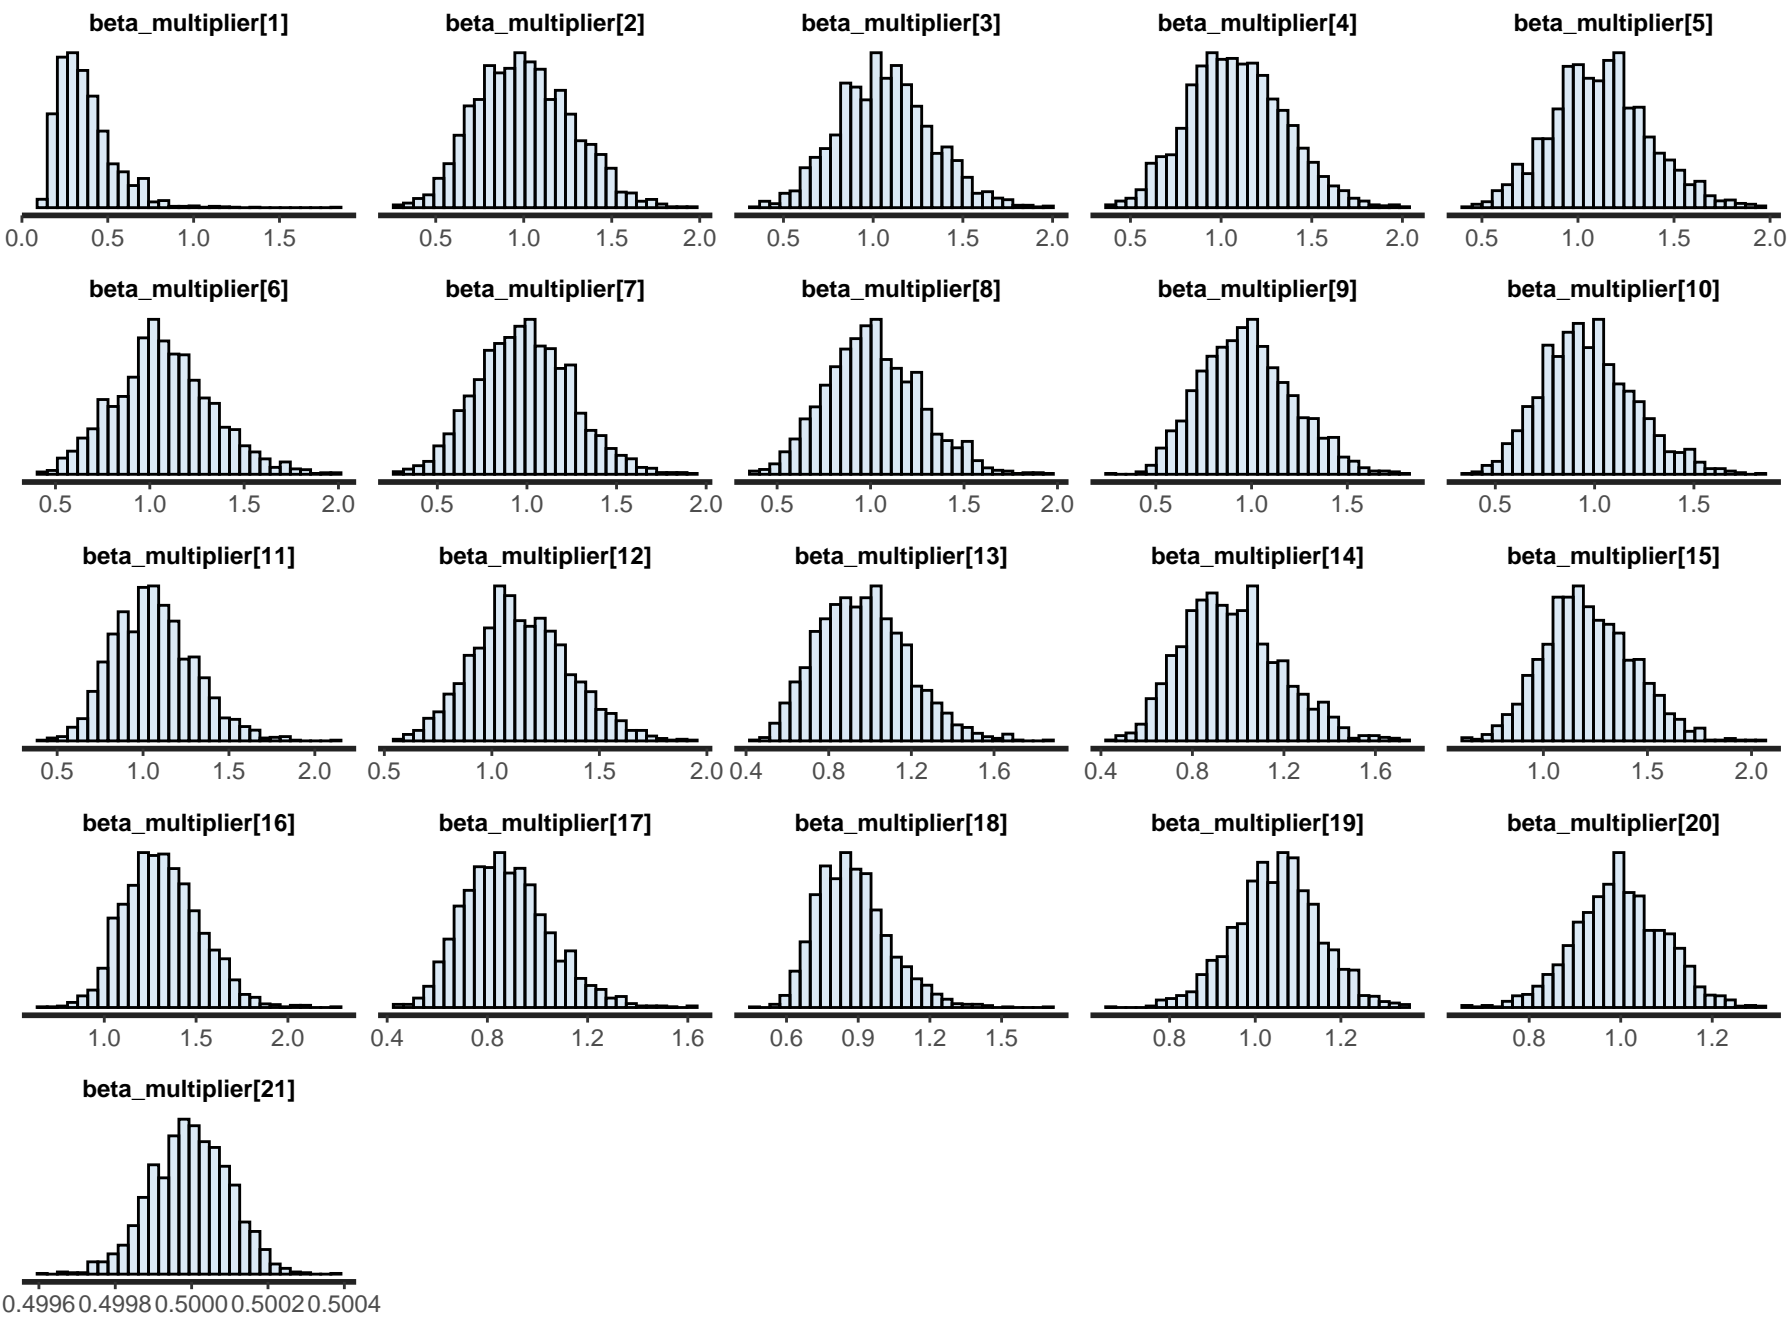 beta_multiplier[1] beta_multiplier[2] beta_multiplier[3] beta_multiplier[4] beta_multiplier[5]
0.0 0.5 1.0 1.5 0.5 1.0 1.5 2.0 0.5 1.0 1.5 2.0 0.5 1.0 1.5 2.0 0.5 1.0 1.5 2.0
beta_multiplier[6] beta_multiplier[7] beta_multiplier[8] beta_multiplier[9] beta_multiplier[10]
0.5 1.0 1.5 2.0 0.5 1.0 1.5 2.0 0.5 1.0 1.5 2.0 0.5 1.0 1.5 0.5 1.0 1.5
beta_multiplier[11] beta_multiplier[12] beta_multiplier[13] beta_multiplier[14] beta_multiplier[15]
0.5 1.0 1.5 2.0 0.5 1.0 1.5 2.0 0.4 0.8 1.2 1.6 0.4 0.8 1.2 1.6 1.0 1.5 2.0
beta_multiplier[16] beta_multiplier[17] beta_multiplier[18] beta_multiplier[19] beta_multiplier[20]
1.0 1.5 2.0 0.4 0.8 1.2 1.6 0.6 0.9 1.2 1.5 0.8 1.0 1.2 0.8 1.0 1.2
beta_multiplier[21]
0.4996 0.4998 0.5000 0.5002 0.5004